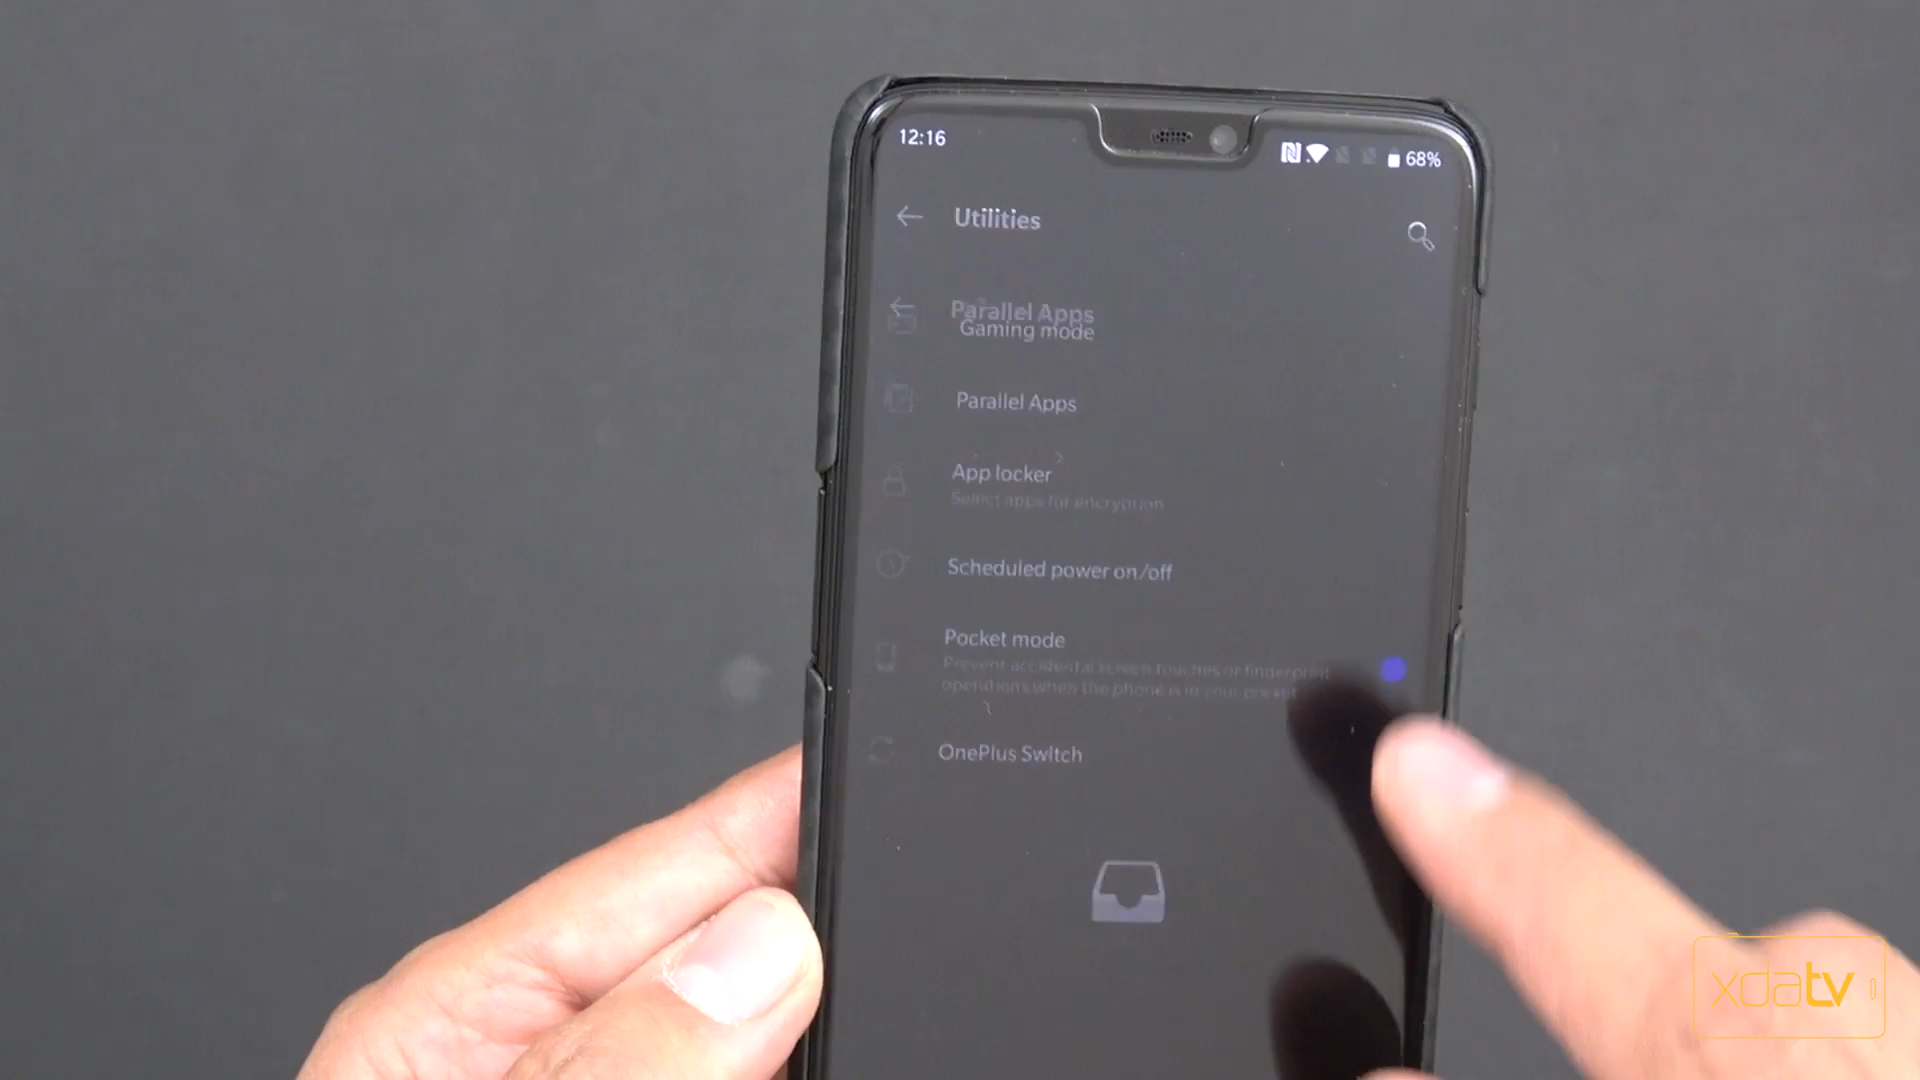 12:16
68%
Utilities
Parallel Apps
Gaming mode
Parallel Apps
App locker
Select apps for encryption
Scheduled power on/off
Pocket mode
Prevent accidental screen touches or fingerprint
operations when the phone is in your pocket
OnePlus Switch
xdatv